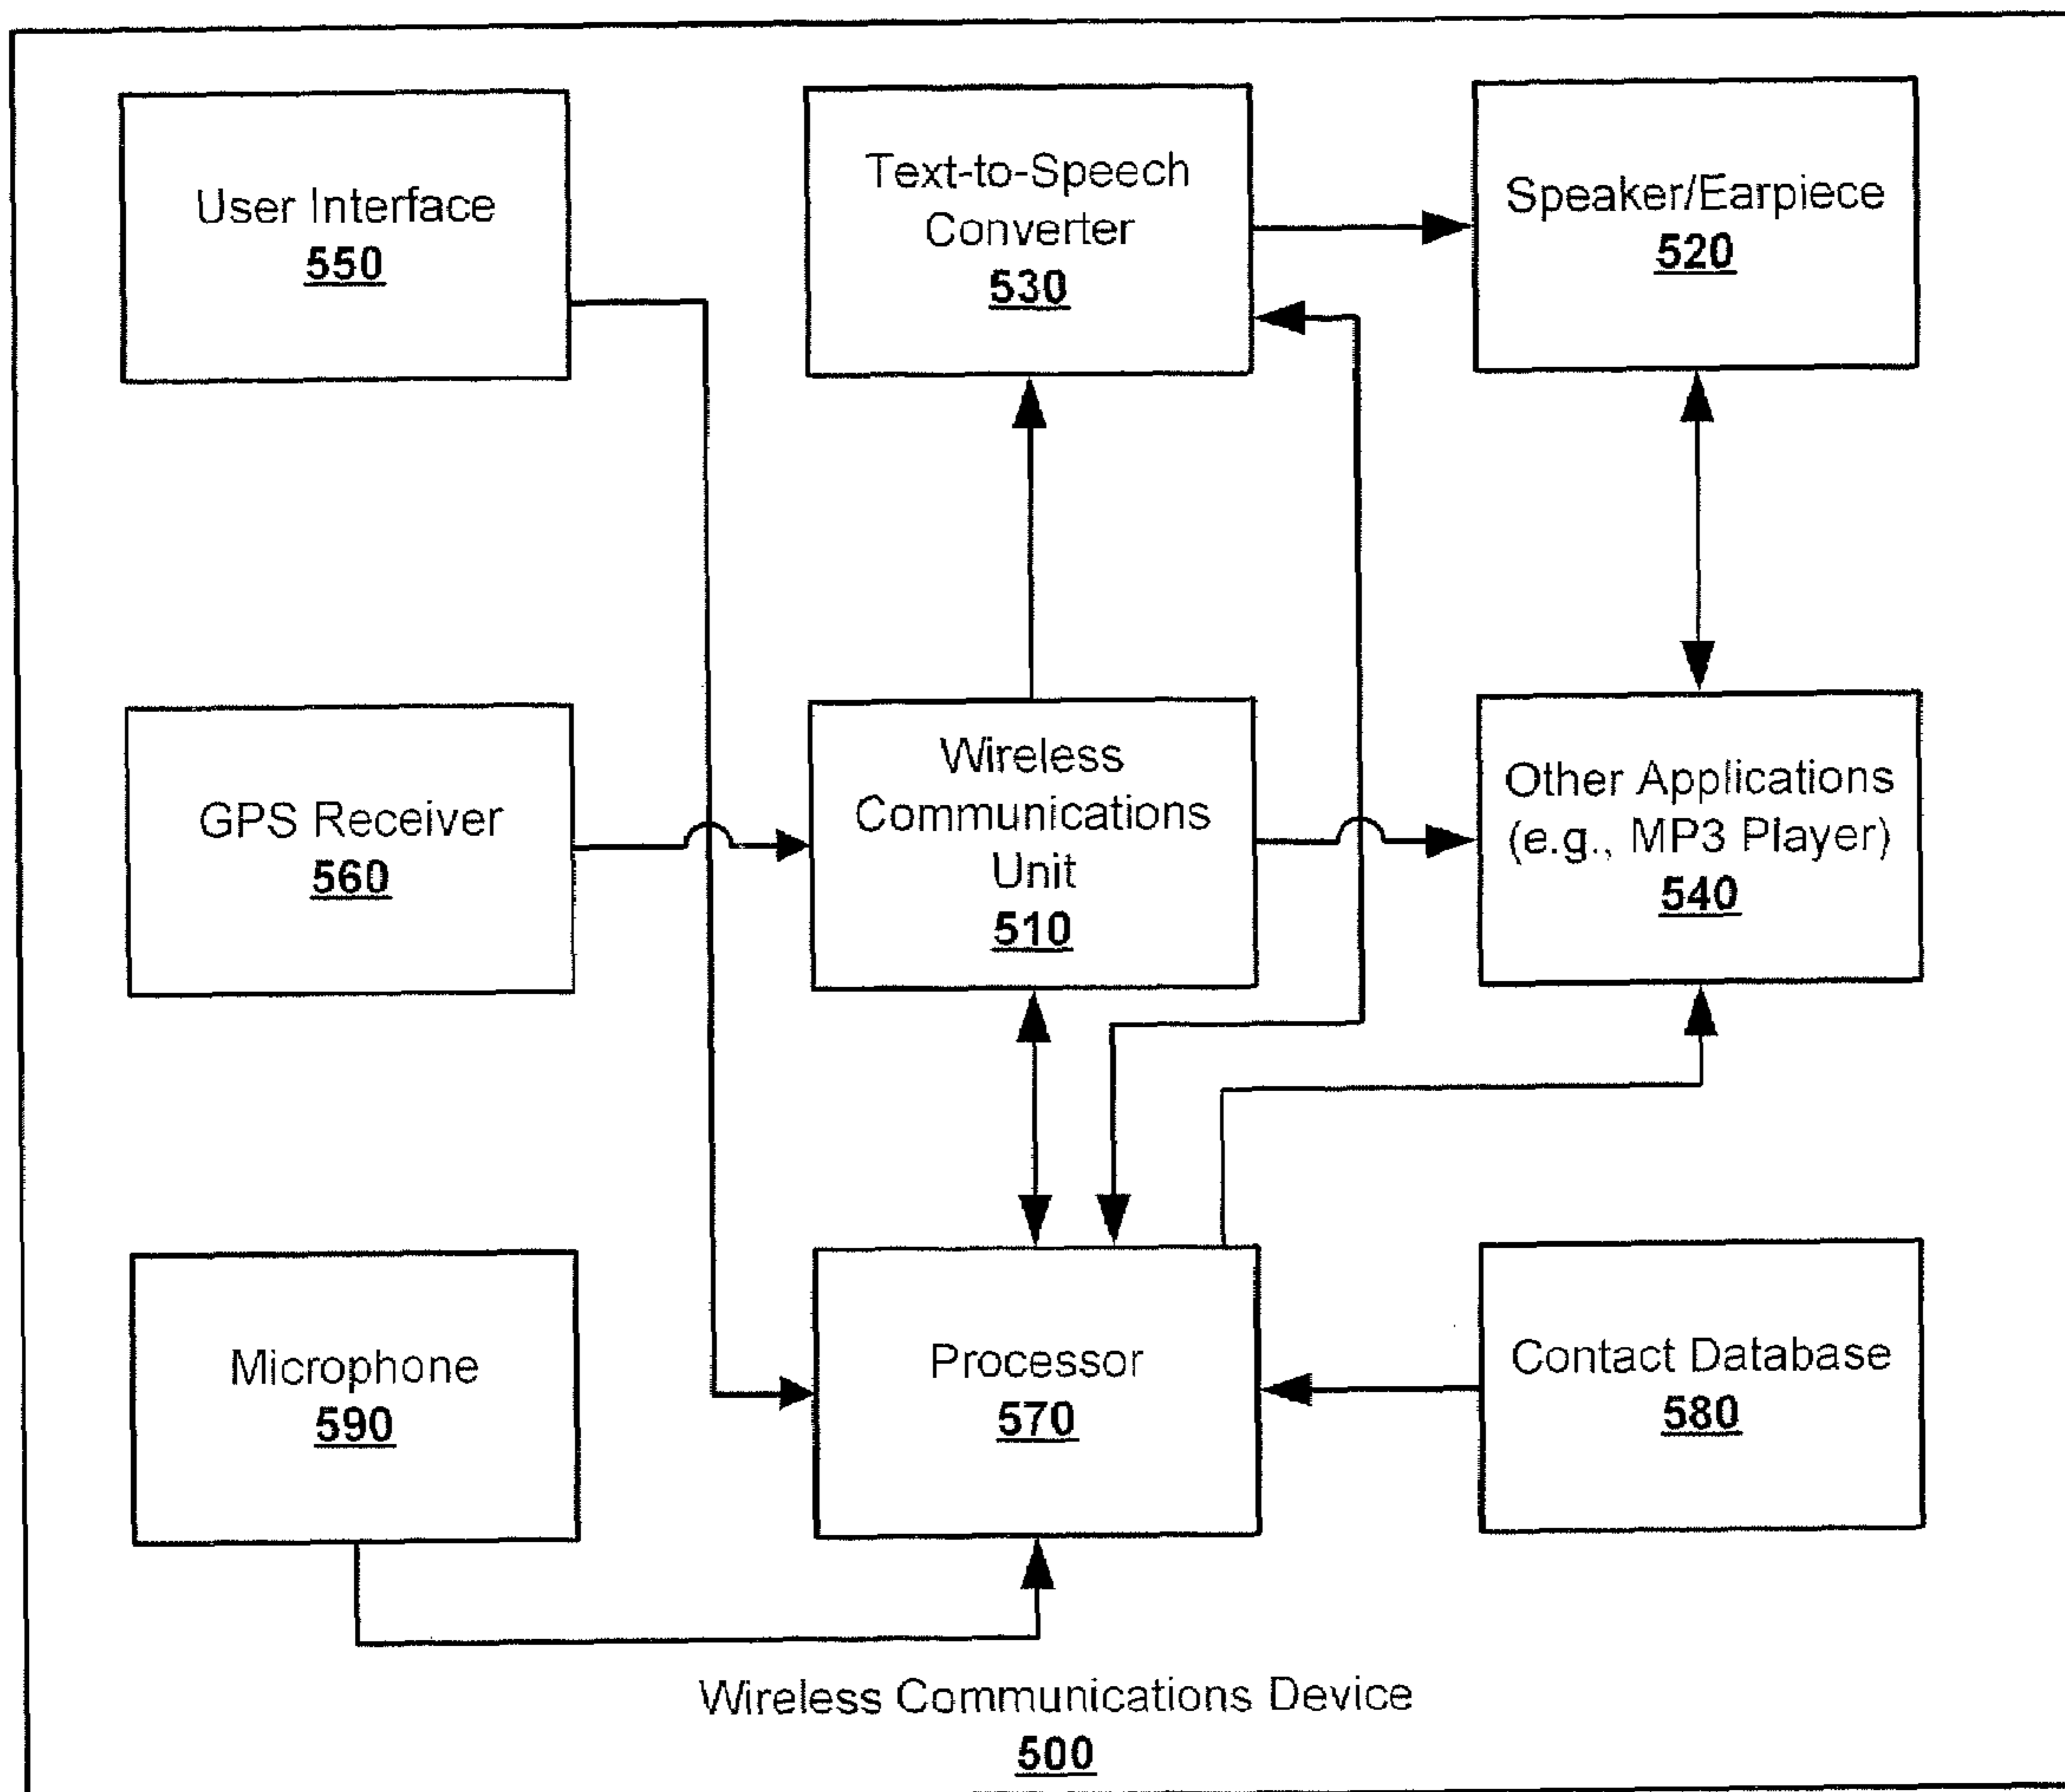 User Interface
550
Text-to-Speech
Converter
530
Speaker/Earpiece
520
GPS Receiver
560
Wireless
Communications
Unit
510
Other Applications
(e.g., MP3 Player)
540
Microphone
590
Processor
570
Contact Database
580
Wireless Communications Device
500